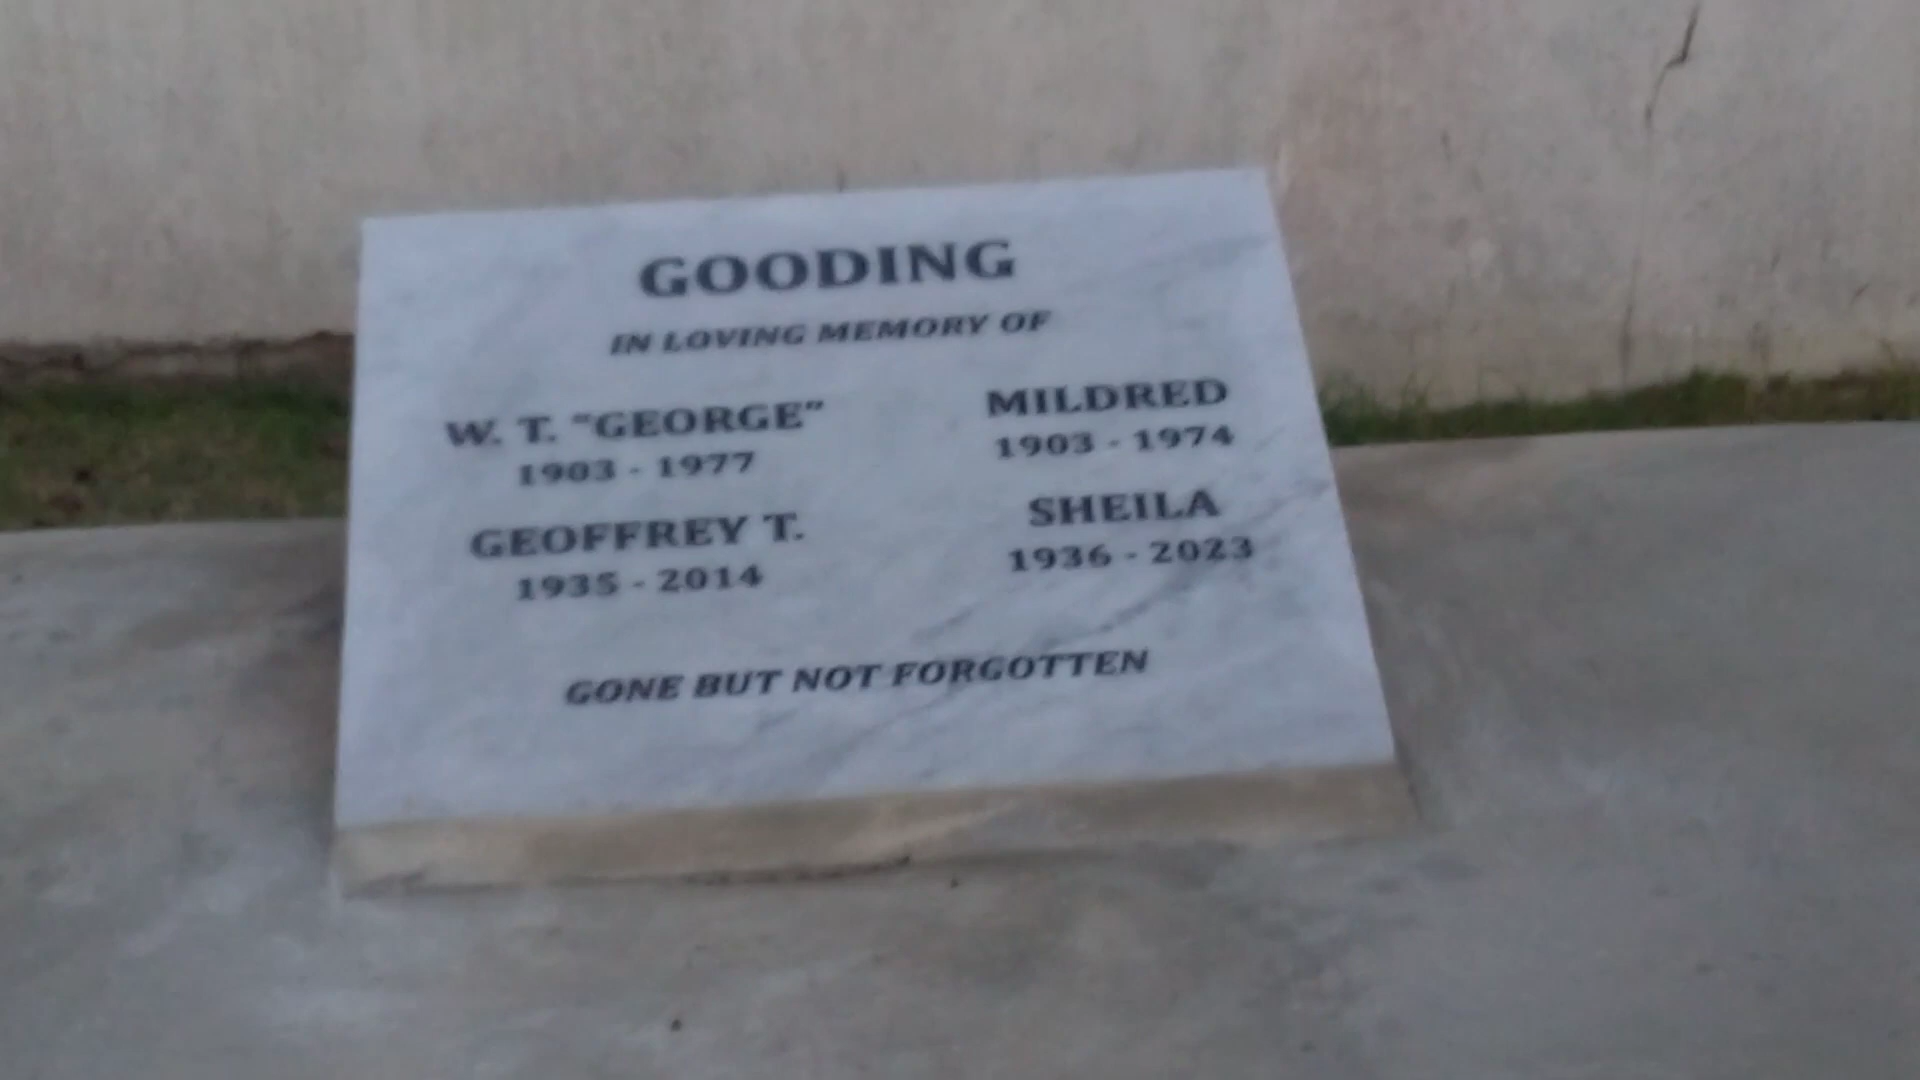 GOODING
IN LOVING MEMORY OF
W. T. "GEORGE"
1903 - 1977
MILDRED
1903 - 1974
GEOFFREY T.
1935 - 2014
SHEILA
1936 - 2023
GONE BUT NOT FORGOTTEN